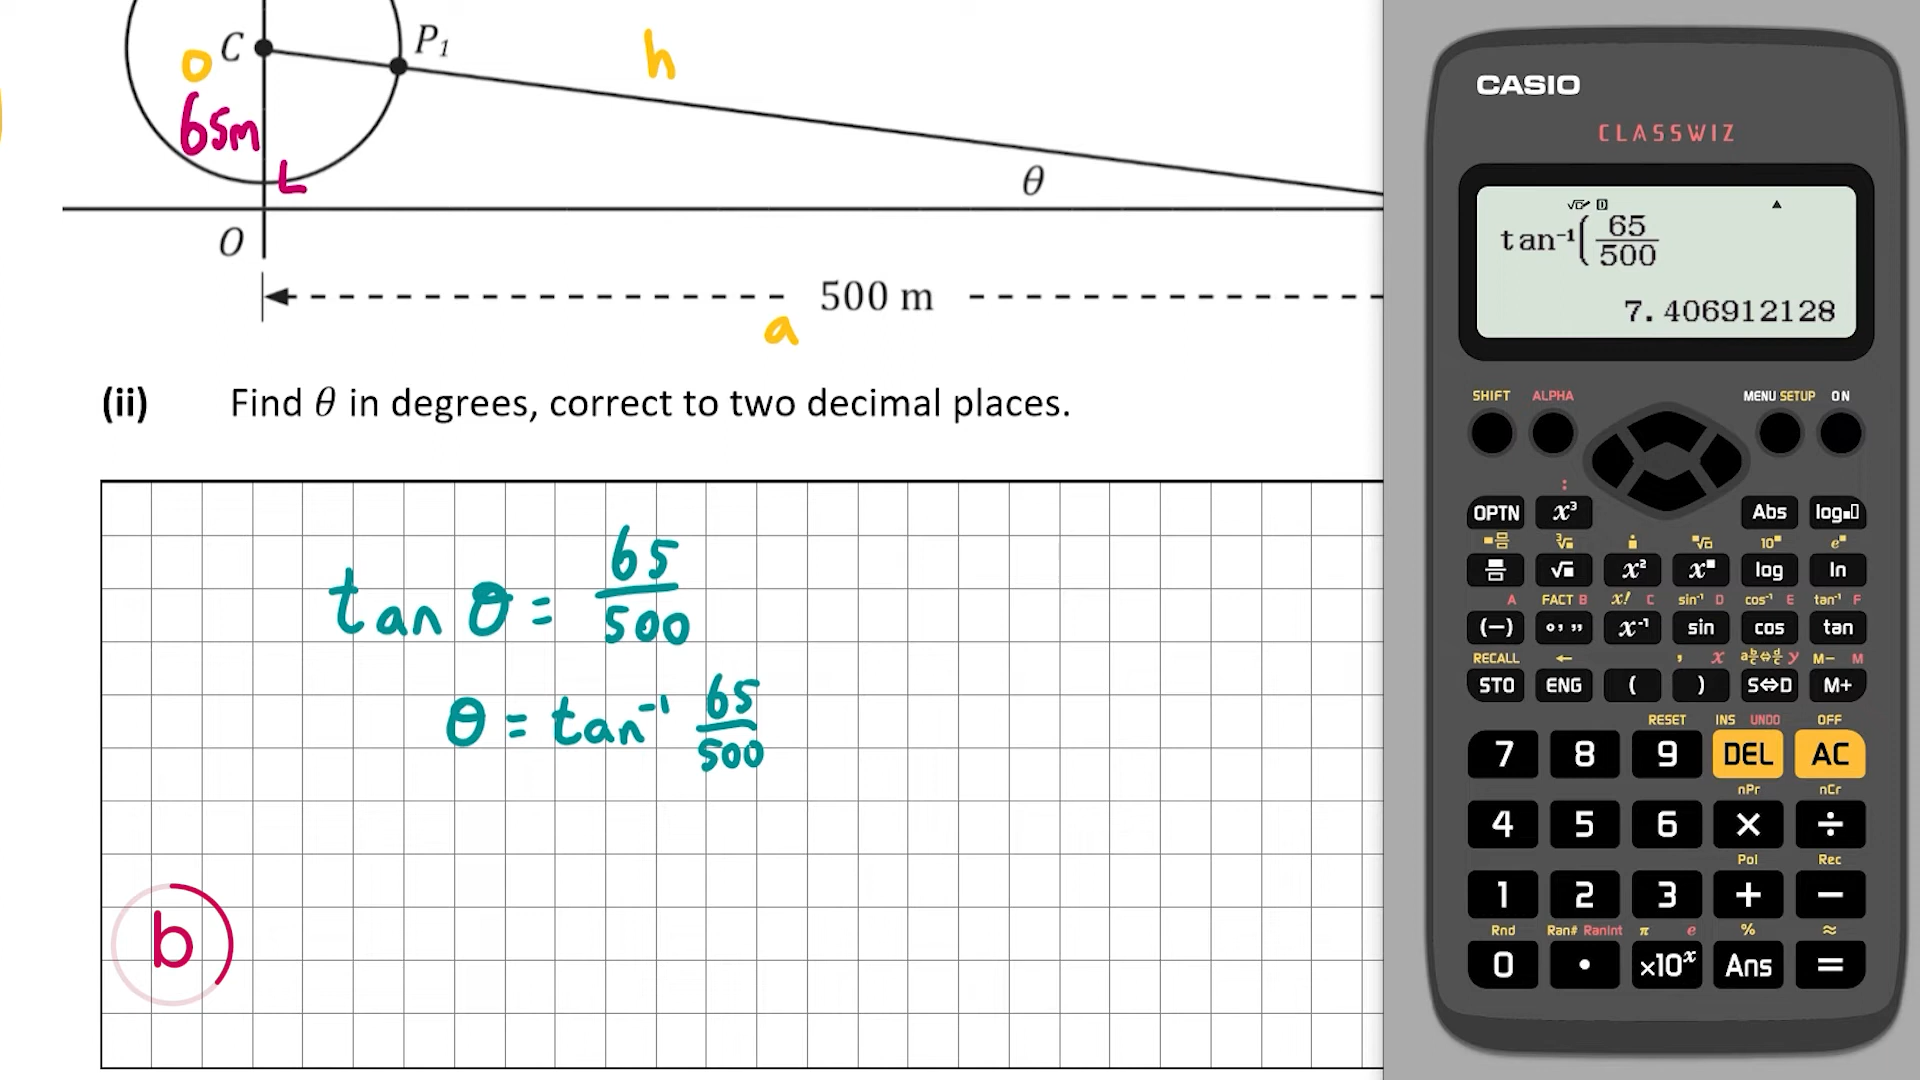 C
P₁
o
h
65m
θ
O
500 m
a
(ii) Find θ in degrees, correct to two decimal places.
tan θ = 65/500
θ = tan⁻¹ 65/500
b
CASIO
CLASSWIZ
√ D ▲
tan⁻¹( 65/500
7.406912128
SHIFT ALPHA MENU SETUP ON
:
OPTN x³ Abs log
³√ 10 e
√ x² x log ln
A FACT B x! C sin⁻¹ D cos⁻¹ E tan⁻¹ F
(−) ° ’ ” x⁻¹ sin cos tan
RECALL ← , x a b/c⇔d/c y M− M
STO ENG ( ) S⇔D M+
RESET INS UNDO OFF
7 8 9 DEL AC
nPr nCr
4 5 6 × ÷
Pol Rec
1 2 3 + −
Rnd Ran# RanInt π e % ≈
0 • ×10ˣ Ans =